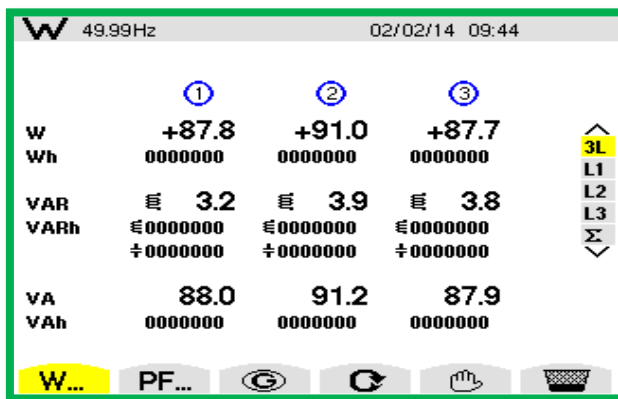 W 49.99Hz 02/02/14 09:44
1 2 3
W +87.8 +91.0 +87.7
Wh 0000000 0000000 0000000
3L
L1
VAR 3.2 3.9 3.8
L2
VARh 0000000 0000000 0000000
L3
÷0000000 ÷0000000 ÷0000000
Σ
VA 88.0 91.2 87.9
VAh 0000000 0000000 0000000
W... PF... G